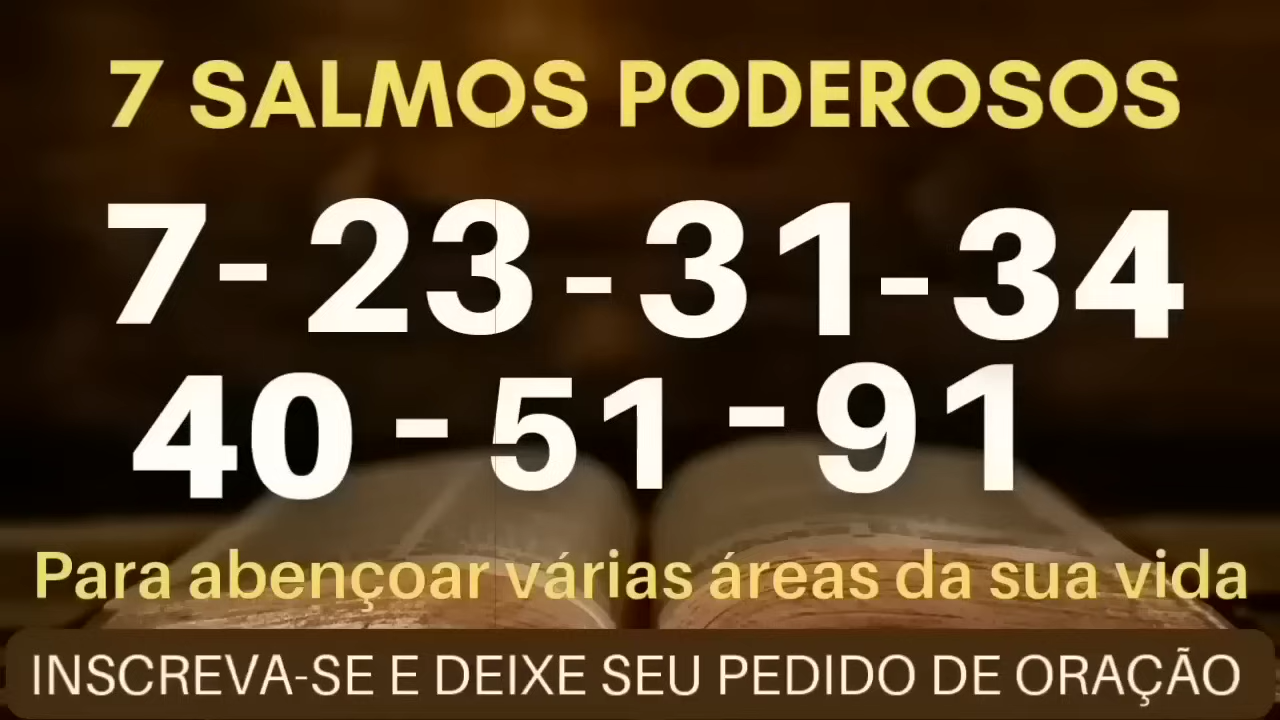 7 SALMOS PODEROSOS
7- 23 - 31 - 34
40 - 51 - 91
Para abençoar várias áreas da sua vida
INSCREVA-SE E DEIXE SEU PEDIDO DE ORAÇÃO